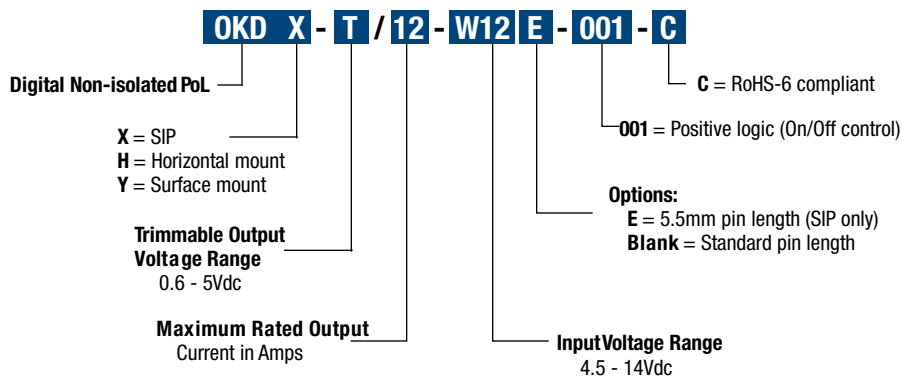 OKD X - T / 12 - W12 E - 001 - C
Digital Non-isolated PoL
C = RoHS-6 compliant
X = SIP
H = Horizontal mount
Y = Surface mount
001 = Positive logic (On/Off control)
Options:
E = 5.5mm pin length (SIP only)
Blank = Standard pin length
Trimmable Output
Voltage Range
0.6 - 5Vdc
Maximum Rated Output
Current in Amps
Input Voltage Range
4.5 - 14Vdc